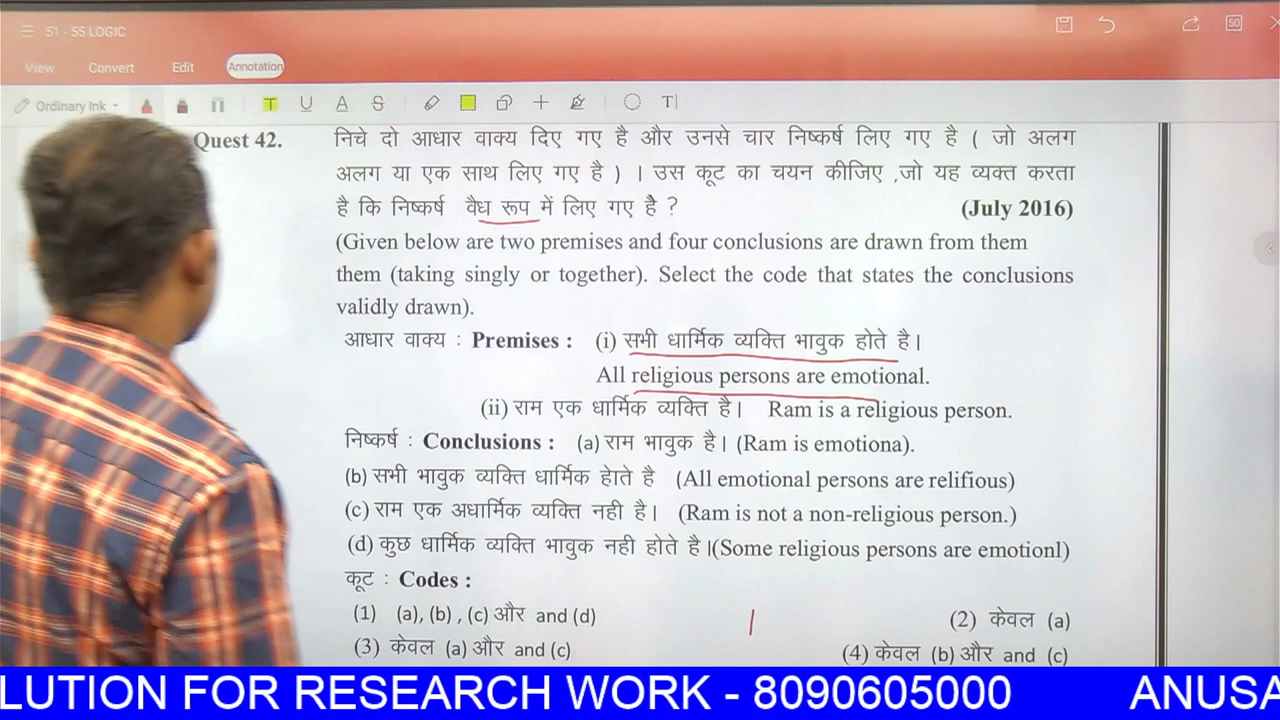 51 - 55 LOGIC
50
View Convert Edit Annotation
Ordinary Ink
Quest 42. निचे दो आधार वाक्य दिए गए है और उनसे चार निष्कर्ष लिए गए है ( जो अलग
अलग या एक साथ लिए गए है ) । उस कूट का चयन कीजिए ,जो यह व्यक्त करता
है कि निष्कर्ष वैध रूप में लिए गए है ? (July 2016)
(Given below are two premises and four conclusions are drawn from them
them (taking singly or together). Select the code that states the conclusions
validly drawn).
आधार वाक्य : Premises : (i) सभी धार्मिक व्यक्ति भावुक होते है।
All religious persons are emotional.
(ii) राम एक धार्मिक व्यक्ति है। Ram is a religious person.
निष्कर्ष : Conclusions : (a) राम भावुक है। (Ram is emotiona).
(b) सभी भावुक व्यक्ति धार्मिक हेाते है (All emotional persons are relifious)
(c) राम एक अधार्मिक व्यक्ति नही है। (Ram is not a non-religious person.)
(d) कुछ धार्मिक व्यक्ति भावुक नही होते है।(Some religious persons are emotionl)
कूट : Codes :
(1) (a), (b) , (c) और and (d) (2) केवल (a)
(3) केवल (a) और and (c) (4) केवल (b) और and (c)
LUTION FOR RESEARCH WORK - 8090605000 ANUSA